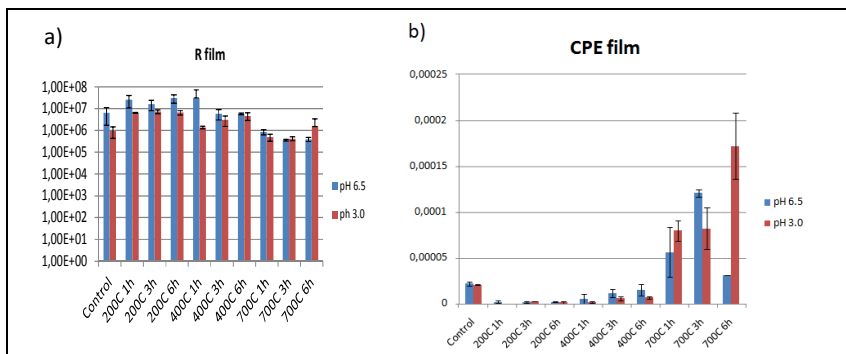 a)
R film
1,00E+08
1,00E+07
1,00E+06
1,00E+05
1,00E+04
1,00E+03
1,00E+02
1,00E+01
1,00E+00
Control
200C 1h
200C 3h
200C 6h
400C 1h
400C 3h
400C 6h
700C 1h
700C 3h
700C 6h
pH 6.5
ph 3.0
b)
CPE film
0,00025
0,0002
0,00015
0,0001
0,00005
0
Control
200C 1h
200C 3h
200C 6h
400C 1h
400C 3h
400C 6h
700C 1h
700C 3h
700C 6h
pH 6.5
pH 3.0